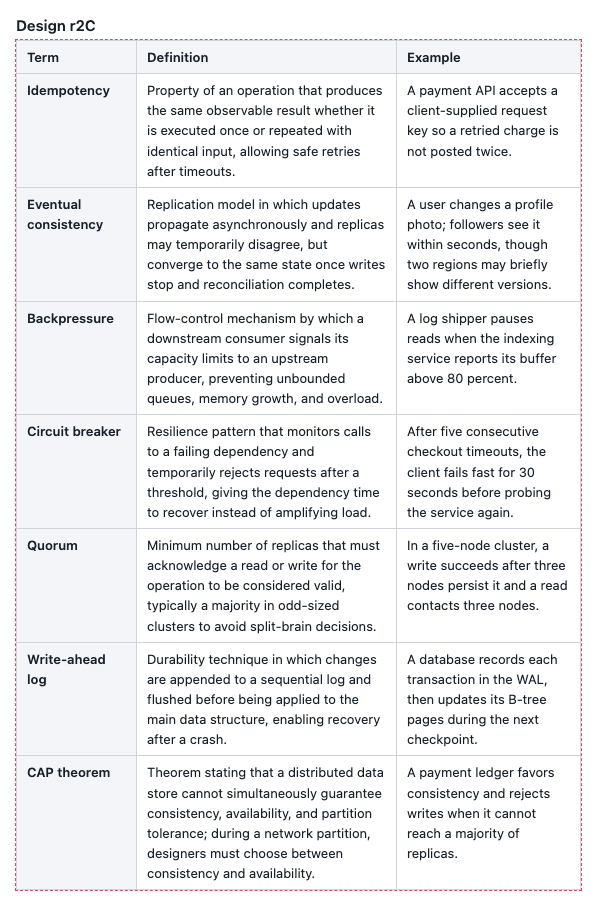 Design r2C
Term Definition Example
Idempotency
Property of an operation that produces
the same observable result whether it
is executed once or repeated with
identical input, allowing safe retries
after timeouts.
A payment API accepts a
client-supplied request
key so a retried charge is
not posted twice.
Eventual
consistency
Replication model in which updates
propagate asynchronously and replicas
may temporarily disagree, but
converge to the same state once writes
stop and reconciliation completes.
A user changes a profile
photo; followers see it
within seconds, though
two regions may briefly
show different versions.
Backpressure
Flow-control mechanism by which a
downstream consumer signals its
capacity limits to an upstream
producer, preventing unbounded
queues, memory growth, and overload.
A log shipper pauses
reads when the indexing
service reports its buffer
above 80 percent.
Circuit breaker
Resilience pattern that monitors calls
to a failing dependency and
temporarily rejects requests after a
threshold, giving the dependency time
to recover instead of amplifying load.
After five consecutive
checkout timeouts, the
client fails fast for 30
seconds before probing
the service again.
Quorum
Minimum number of replicas that must
acknowledge a read or write for the
operation to be considered valid,
typically a majority in odd-sized
clusters to avoid split-brain decisions.
In a five-node cluster, a
write succeeds after three
nodes persist it and a read
contacts three nodes.
Write-ahead
log
Durability technique in which changes
are appended to a sequential log and
flushed before being applied to the
main data structure, enabling recovery
after a crash.
A database records each
transaction in the WAL,
then updates its B-tree
pages during the next
checkpoint.
CAP theorem
Theorem stating that a distributed data
store cannot simultaneously guarantee
consistency, availability, and partition
tolerance; during a network partition,
designers must choose between
consistency and availability.
A payment ledger favors
consistency and rejects
writes when it cannot
reach a majority of
replicas.